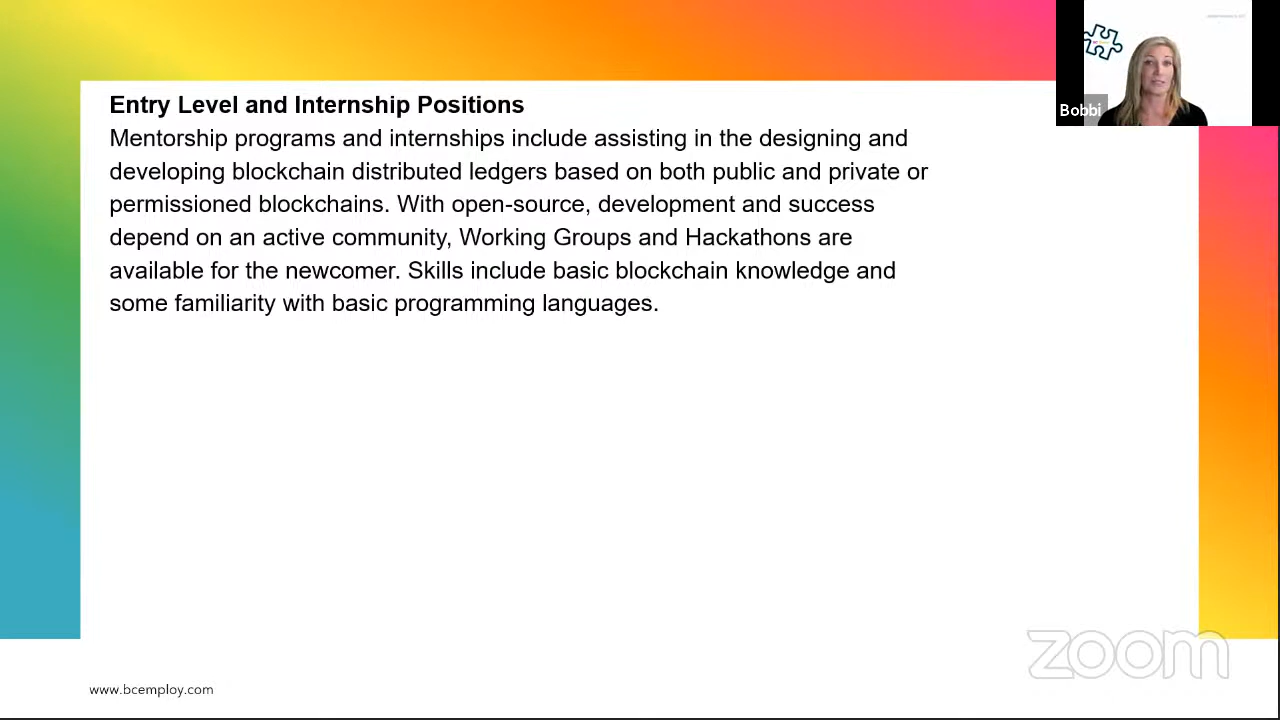 Entry Level and Internship Positions
Mentorship programs and internships include assisting in the designing and
developing blockchain distributed ledgers based on both public and private or
permissioned blockchains. With open-source, development and success
depend on an active community, Working Groups and Hackathons are
available for the newcomer. Skills include basic blockchain knowledge and
some familiarity with basic programming languages.
Bobbi
zoom
www.bcemploy.com